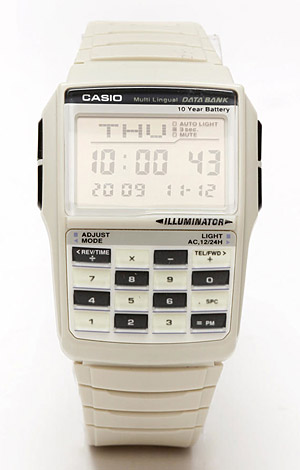 CASIO Multi Lingual DATA BANK
10 Year Battery
THU AUTO LIGHT
3 sec.
MUTE
10:00 43
2009 11-12
ILLUMINATOR
ADJUST LIGHT
MODE AC,12/24H
< REV/TIME + × − TEL/FWD > ÷
7 8 9 0
4 5 6 . SPC
1 2 3 = PM